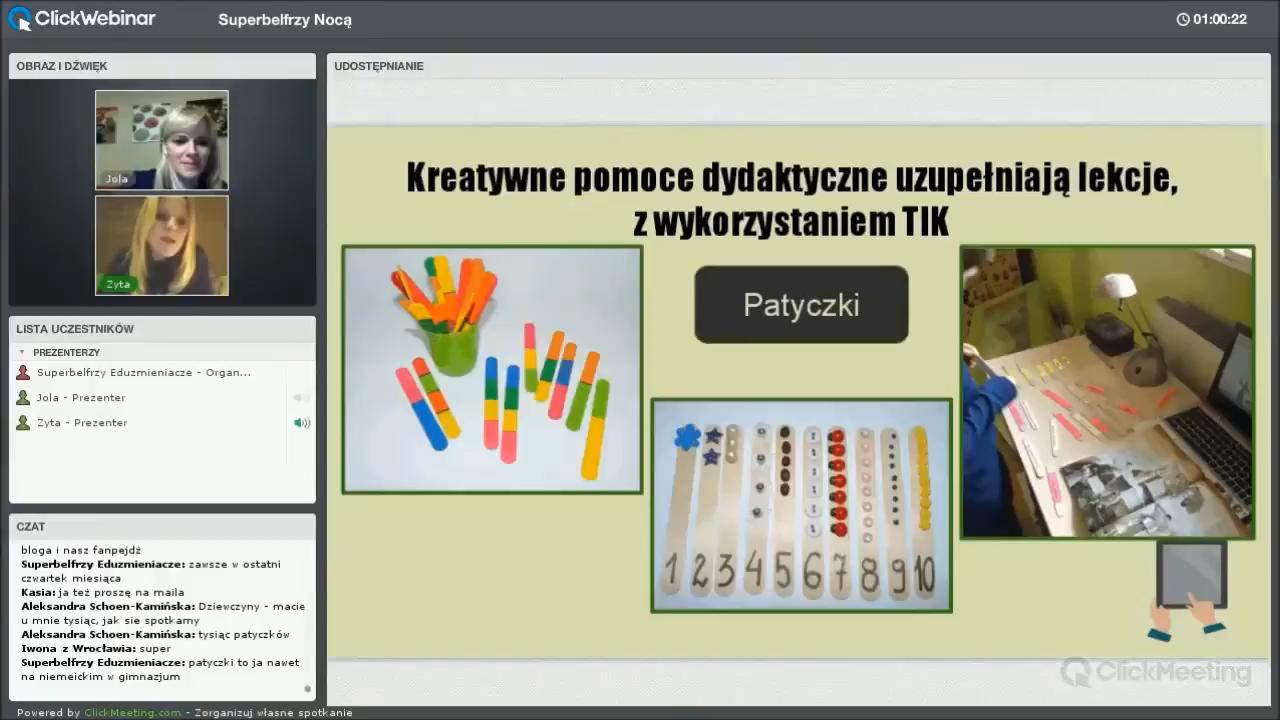 ClickWebinar
Superbelfrzy Nocą
01:00:22
OBRAZ I DŹWIĘK
Jola
Zyta
LISTA UCZESTNIKÓW
PREZENTERZY
Superbelfrzy Eduzmieniacze - Organ...
Jola - Prezenter
Zyta - Prezenter
CZAT
bloga i nasz fanpejdż
Superbelfrzy Eduzmieniacze: zawsze w ostatni
czwartek miesiąca
Kasia: ja też proszę na maila
Aleksandra Schoen-Kamińska: Dziewczyny - macie
u mnie tysiąc, jak sie spotkamy
Aleksandra Schoen-Kamińska: tysiąc patyczków
Iwona z Wrocławia: super
Superbelfrzy Eduzmieniacze: patyczki to ja nawet
na niemeickim w gimnazjum
Powered by ClickMeeting.com - Zorganizuj własne spotkanie
UDOSTĘPNIANIE
Kreatywne pomoce dydaktyczne uzupełniają lekcje,
z wykorzystaniem TIK
Patyczki
1 2 3 4 5 6 7 8 9 10
ClickMeeting